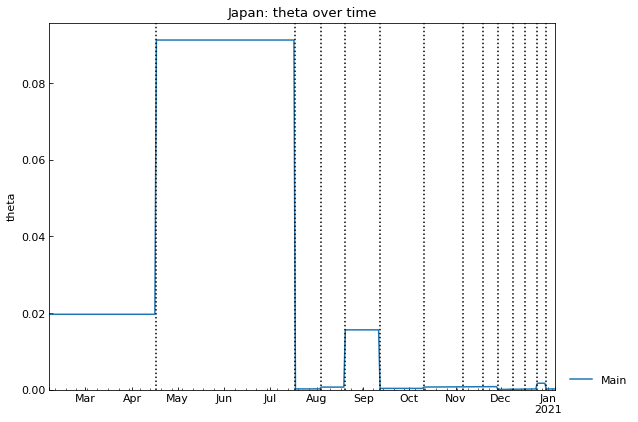 Japan: theta over time
theta
0.08
0.06
0.04
0.02
0.00
Mar Apr May Jun Jul Aug Sep Oct Nov Dec Jan
2021
Main